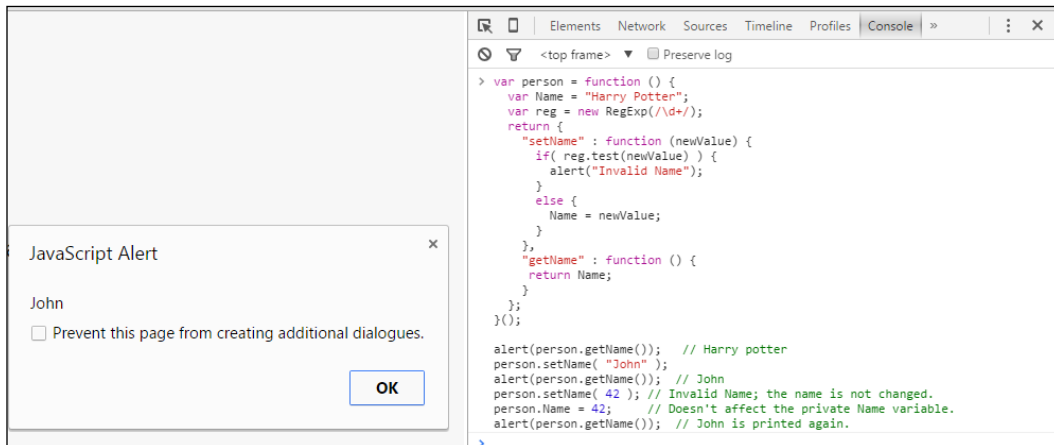 Elements Network Sources Timeline Profiles Console »
<top frame> ▼ Preserve log
> var person = function () {
var Name = "Harry Potter";
var reg = new RegExp(/\d+/);
return {
"setName" : function (newValue) {
if( reg.test(newValue) ) {
alert("Invalid Name");
}
else {
Name = newValue;
}
},
"getName" : function () {
return Name;
}
};
}();
alert(person.getName());   // Harry potter
person.setName( "John" );
alert(person.getName());  // John
person.setName( 42 ); // Invalid Name; the name is not changed.
person.Name = 42;     // Doesn't affect the private Name variable.
alert(person.getName());  // John is printed again.
>
JavaScript Alert
John
Prevent this page from creating additional dialogues.
OK